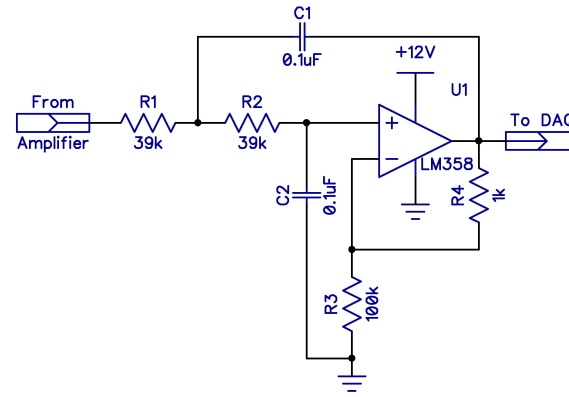 C1
0.1uF
+12V
U1
From
Amplifier
R1
39k
R2
39k
+
−
LM358
To DAC
C2
0.1uF
R4
1k
R3
100k